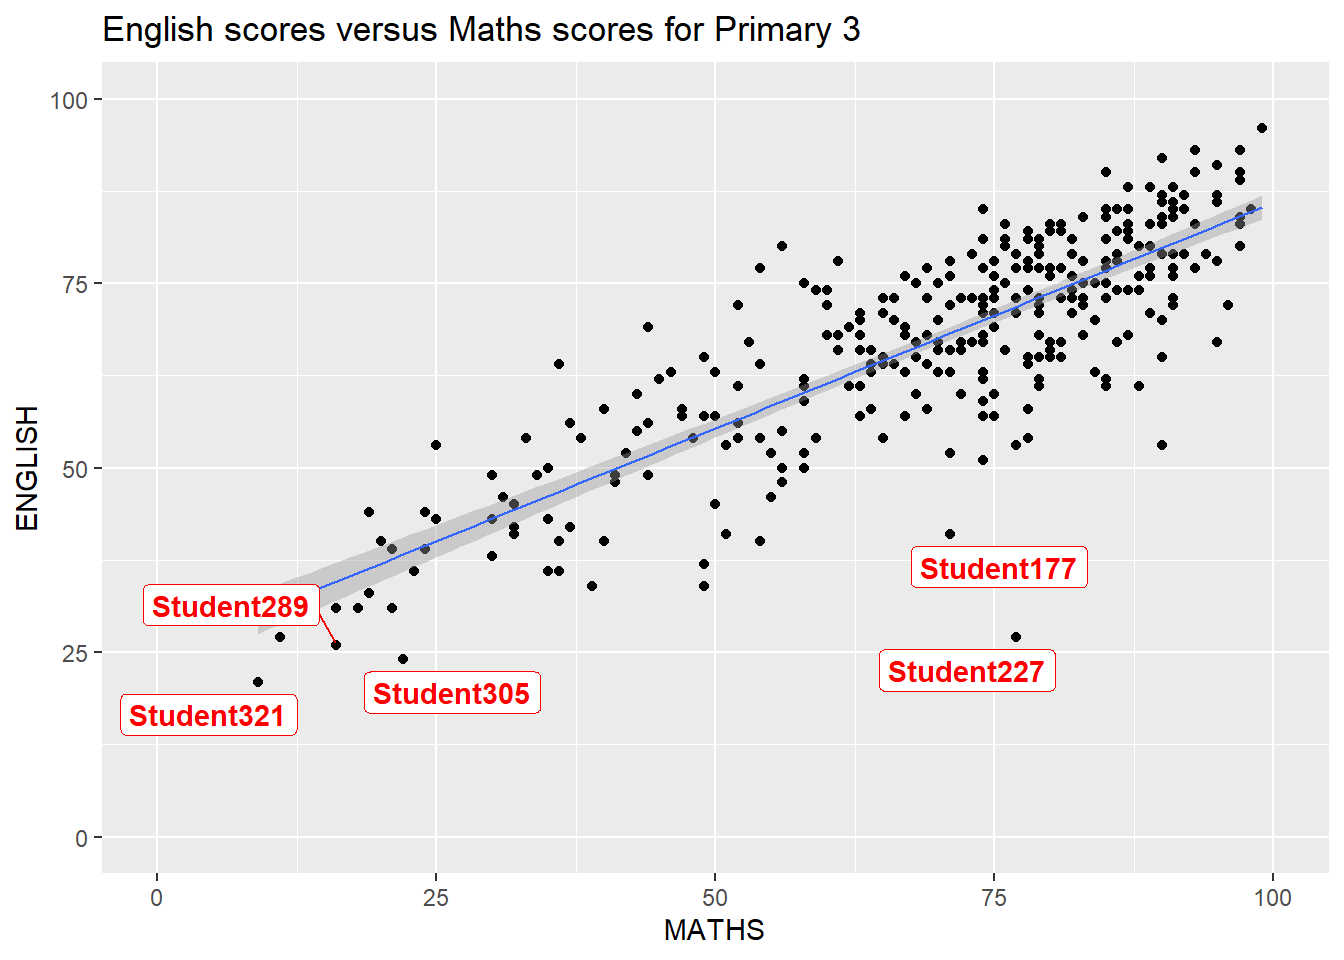 English scores versus Maths scores for Primary 3
100
75
50
25
0
ENGLISH
Student177
Student289
Student227
Student305
Student321
0 25 50 75 100
MATHS